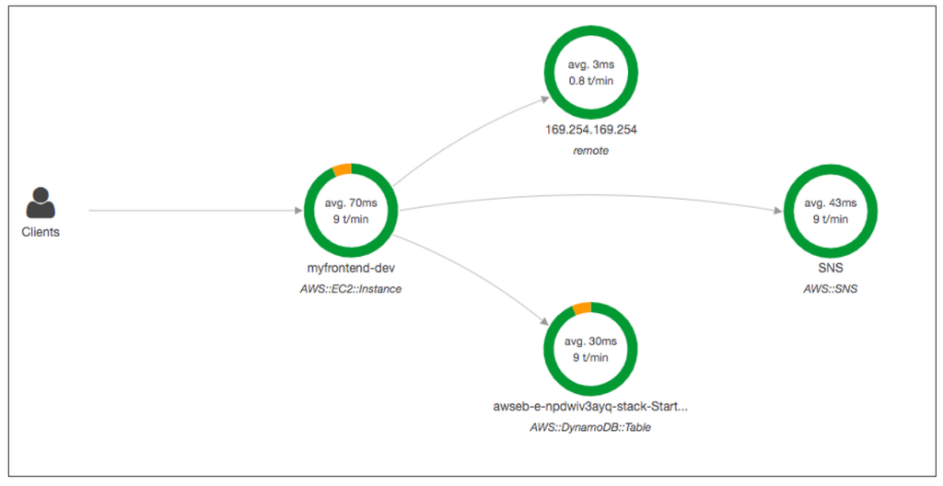 avg. 3ms
0.8 t/min
169.254.169.254
remote
Clients
avg. 70ms
9 t/min
myfrontend-dev
AWS::EC2::Instance
avg. 43ms
9 t/min
SNS
AWS::SNS
avg. 30ms
9 t/min
awseb-e-npdwiv3ayq-stack-Start...
AWS::DynamoDB::Table